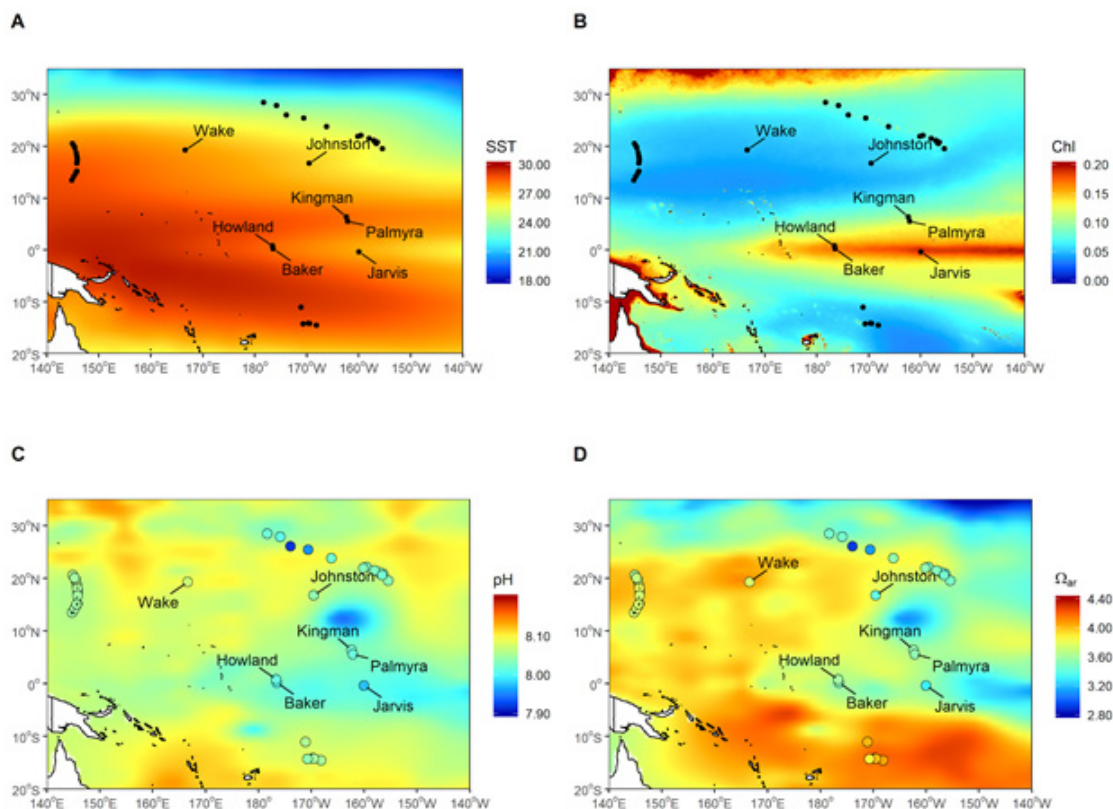 A
30°N
20°N
10°N
0°
10°S
20°S
140°E 150°E 160°E 170°E 180° 170°W 160°W 150°W 140°W
Wake
Johnston
Kingman
Howland
Palmyra
Baker
Jarvis
SST
30.00
27.00
24.00
21.00
18.00
B
30°N
20°N
10°N
0°
10°S
20°S
140°E 150°E 160°E 170°E 180° 170°W 160°W 150°W 140°W
Wake
Johnston
Kingman
Howland
Palmyra
Baker
Jarvis
Chl
0.20
0.15
0.10
0.05
0.00
C
30°N
20°N
10°N
0°
10°S
20°S
140°E 150°E 160°E 170°E 180° 170°W 160°W 150°W 140°W
Johnston
Wake
Kingman
Howland
Palmyra
Baker
Jarvis
pH
8.10
8.00
7.90
D
30°N
20°N
10°N
0°
10°S
20°S
140°E 150°E 160°E 170°E 180° 170°W 160°W 150°W 140°W
Wake
Johnston
Kingman
Howland
Palmyra
Baker
Jarvis
Ωar
4.40
4.00
3.60
3.20
2.80